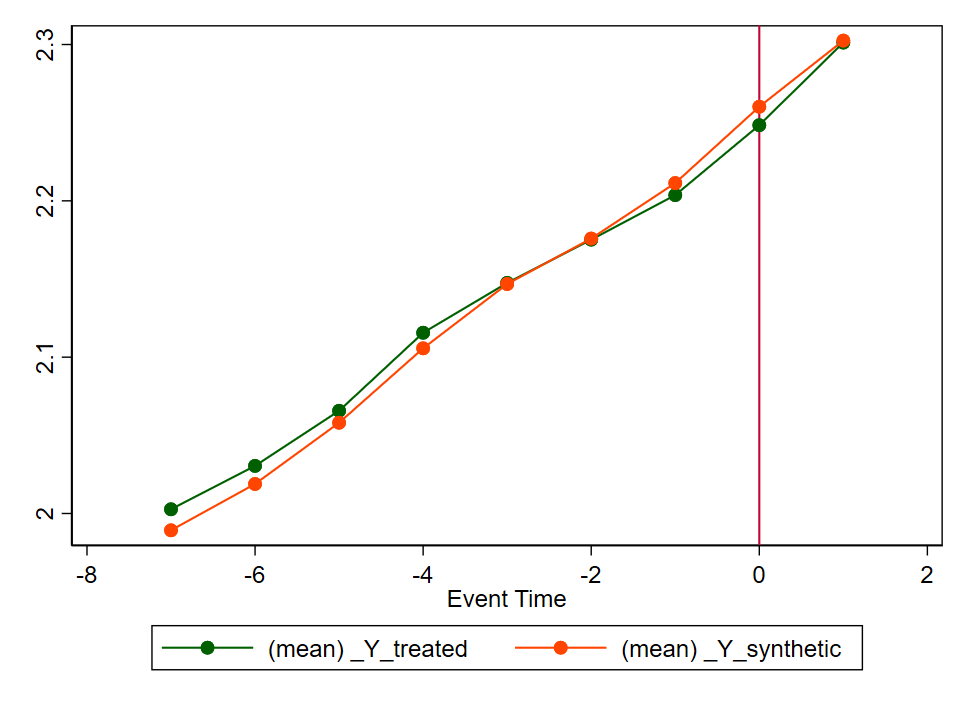 2.3
2.2
2.1
2
-8 -6 -4 -2 0 2
Event Time
(mean) _Y_treated (mean) _Y_synthetic